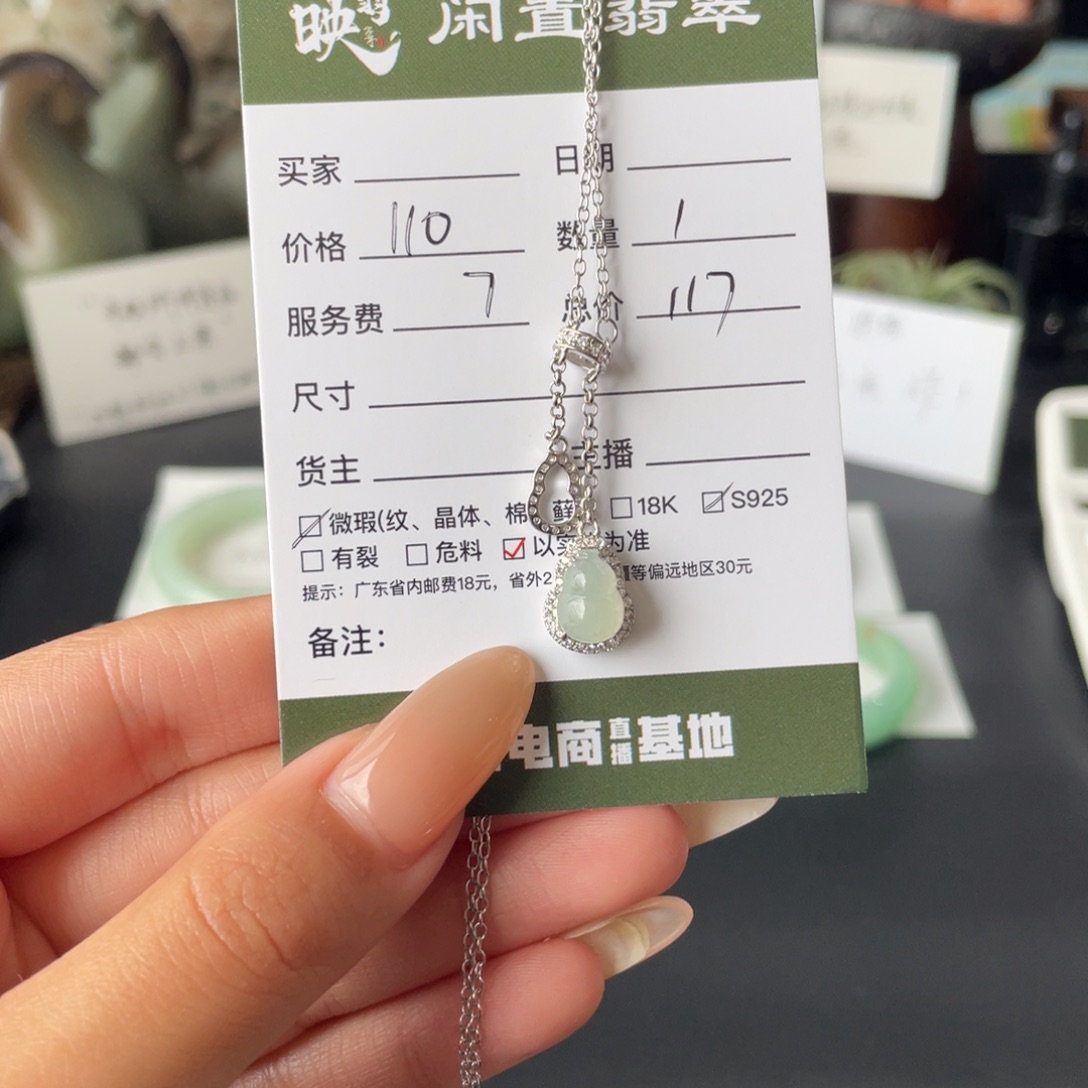 映 闲置翡翠
买家 日期
价格 110 数量 1
服务费 7 总价 117
尺寸
货主 主播
微瑕(纹、晶体、棉 藓 18K S925
有裂 危料 以实 为准
提示：广东省内邮费18元，省外2 等偏远地区30元
备注：
电商直播基地